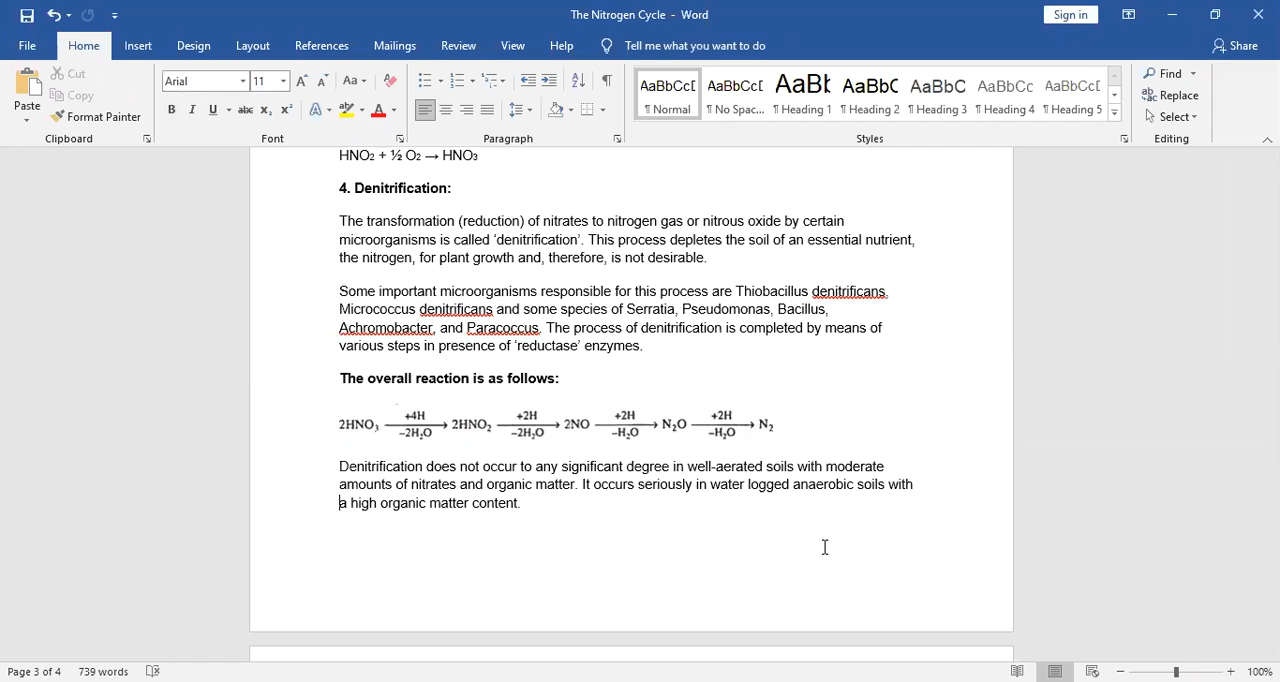 The Nitrogen Cycle - Word
Sign in
File Home Insert Design Layout References Mailings Review View Help Tell me what you want to do Share
Paste
Cut
Copy
Format Painter
Clipboard
Arial 11
Aa
B I U abc x₂ x² A ab A
Font
Paragraph
AaBbCcD AaBbCcD AaBb AaBbC AaBbC AaBbCc AaBbCcD
¶ Normal ¶ No Spac... ¶ Heading 1 ¶ Heading 2 ¶ Heading 3 ¶ Heading 4 ¶ Heading 5
Styles
Find
Replace
Select
Editing
HNO₂ + ½ O₂ → HNO₃
4. Denitrification:
The transformation (reduction) of nitrates to nitrogen gas or nitrous oxide by certain
microorganisms is called ‘denitrification’. This process depletes the soil of an essential nutrient,
the nitrogen, for plant growth and, therefore, is not desirable.
Some important microorganisms responsible for this process are Thiobacillus denitrificans,
Micrococcus denitrificans and some species of Serratia, Pseudomonas, Bacillus,
Achromobacter, and Paracoccus. The process of denitrification is completed by means of
various steps in presence of ‘reductase’ enzymes.
The overall reaction is as follows:
+4H +2H +2H +2H
2HNO₃ → 2HNO₂ → 2NO → N₂O → N₂
−2H₂O −2H₂O −H₂O −H₂O
Denitrification does not occur to any significant degree in well-aerated soils with moderate
amounts of nitrates and organic matter. It occurs seriously in water logged anaerobic soils with
a high organic matter content.
Page 3 of 4 739 words 100%